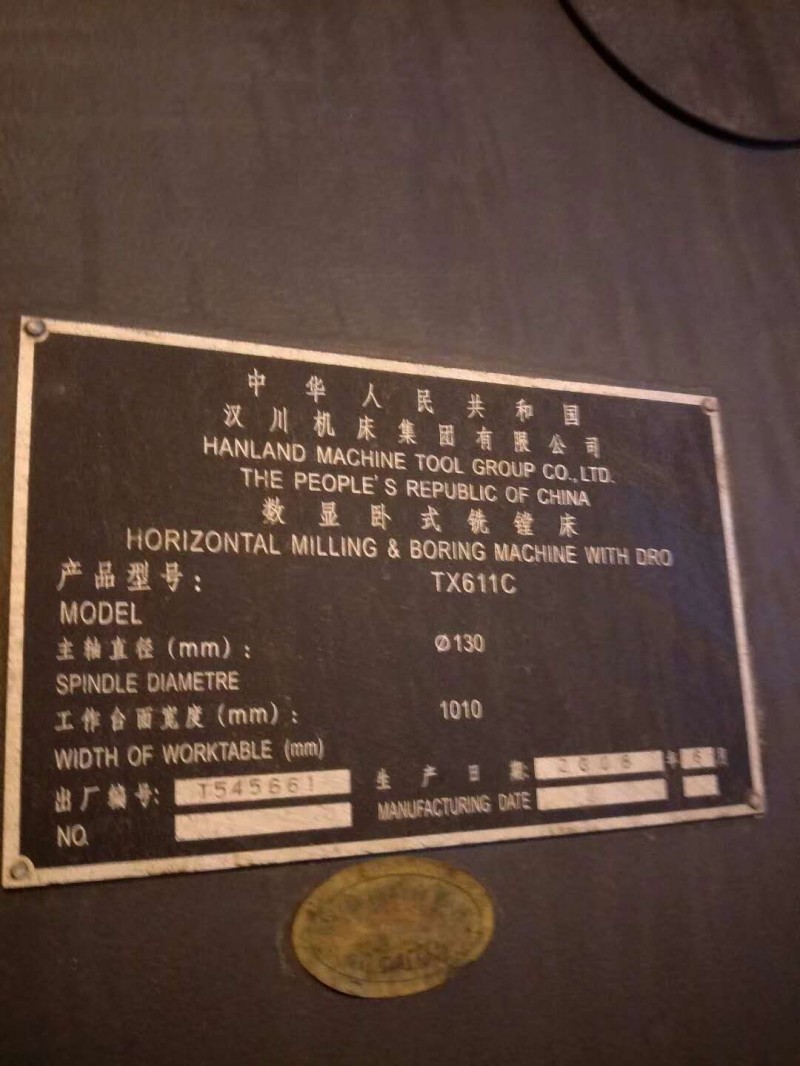 中华人民共和国
汉川机床集团有限公司
HANLAND MACHINE TOOL GROUP CO., LTD.
THE PEOPLE'S REPUBLIC OF CHINA
数显卧式铣镗床
HORIZONTAL MILLING & BORING MACHINE WITH DRO
产品型号: TX611C
MODEL
主轴直径(mm): Ø130
SPINDLE DIAMETRE
工作台面宽度(mm): 1010
WIDTH OF WORKTABLE (mm)
出厂编号: T545661 生产日期: 2008 年 6 月
NO. MANUFACTURING DATE